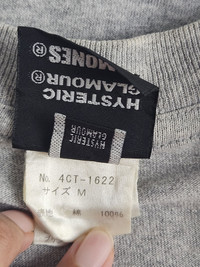 HYSTERIC
GLAMOUR®
MONES®
HYSTERIC
GLAMOUR
No. 4CT-1622
サイズ M
綿 100%